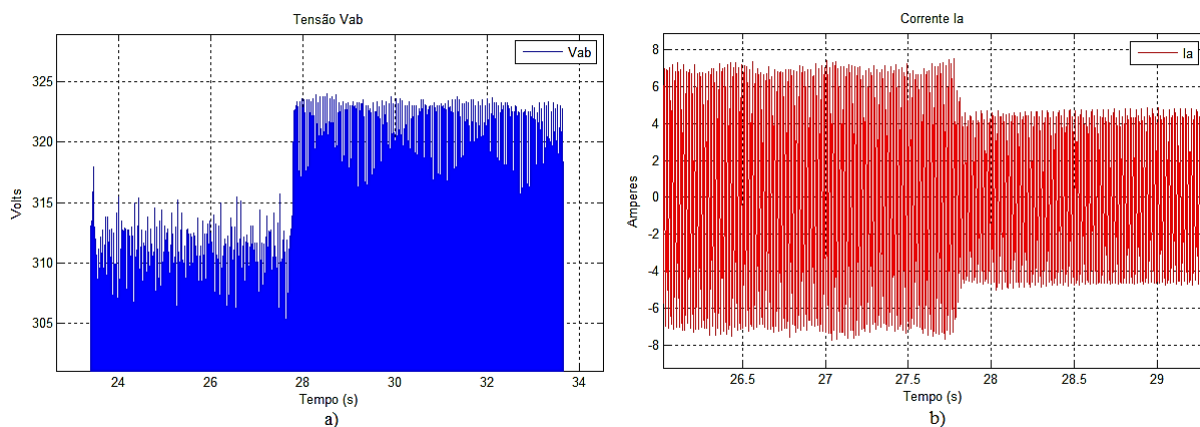 Tensão Vab
Vab
Volts
325
320
315
310
305
24
26
28
30
32
34
Tempo (s)
a)
Corrente Ia
Ia
Amperes
8
6
4
2
0
-2
-4
-6
-8
26.5
27
27.5
28
28.5
29
Tempo (s)
b)